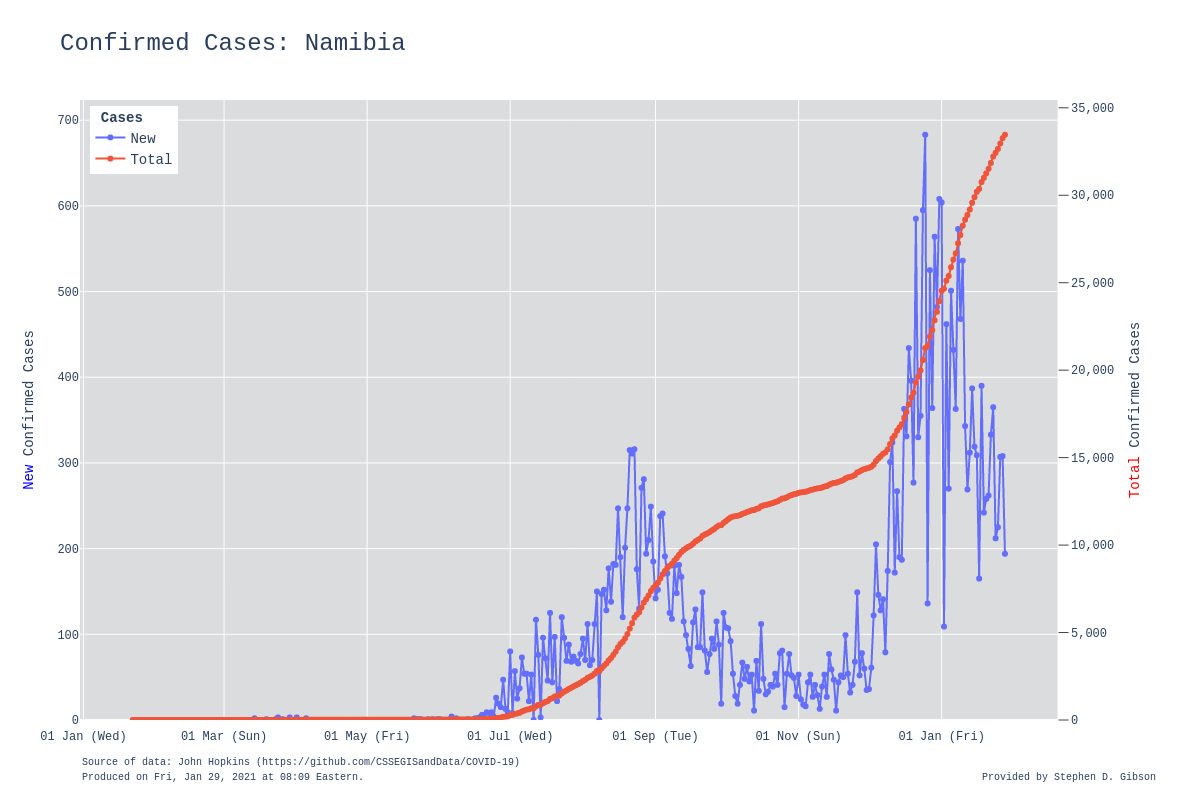 Confirmed Cases: Namibia
Cases
New
Total
700
600
500
400
300
200
100
0
35,000
30,000
25,000
20,000
15,000
10,000
5,000
0
New Confirmed Cases
Total Confirmed Cases
01 Jan (Wed) 01 Mar (Sun) 01 May (Fri) 01 Jul (Wed) 01 Sep (Tue) 01 Nov (Sun) 01 Jan (Fri)
Source of data: John Hopkins (https://github.com/CSSEGISandData/COVID-19)
Produced on Fri, Jan 29, 2021 at 08:09 Eastern.
Provided by Stephen D. Gibson